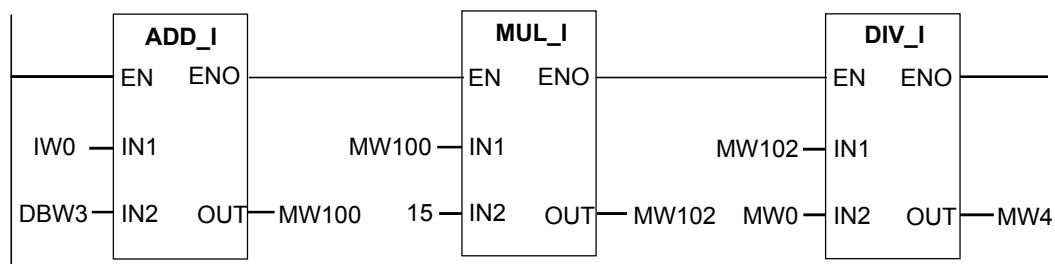 ADD_I MUL_I DIV_I
EN ENO EN ENO EN ENO
IW0 IN1 MW100 IN1 MW102 IN1
DBW3 IN2 OUT MW100 15 IN2 OUT MW102 MW0 IN2 OUT MW4